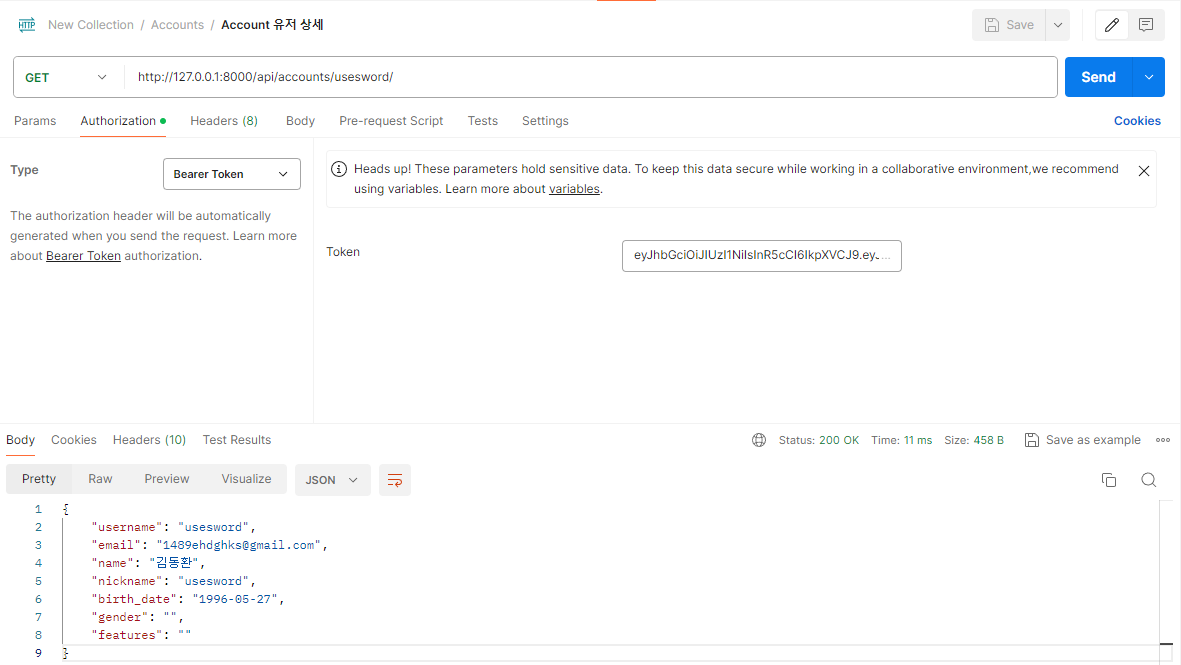 HTTP New Collection / Accounts / Account 유저 상세 Save
GET http://127.0.0.1:8000/api/accounts/usesword/ Send
Params Authorization Headers (8) Body Pre-request Script Tests Settings Cookies
Type Bearer Token
The authorization header will be automatically
generated when you send the request. Learn more
about Bearer Token authorization.
Heads up! These parameters hold sensitive data. To keep this data secure while working in a collaborative environment,we recommend
using variables. Learn more about variables.
Token eyJhbGciOiJIUzI1NiIsInR5cCI6IkpXVCJ9.eyJ...
Body Cookies Headers (10) Test Results Status: 200 OK Time: 11 ms Size: 458 B Save as example
Pretty Raw Preview Visualize JSON
1 {
2 "username": "usesword",
3 "email": "1489ehdghks@gmail.com",
4 "name": "김동환",
5 "nickname": "usesword",
6 "birth_date": "1996-05-27",
7 "gender": "",
8 "features": ""
9 }